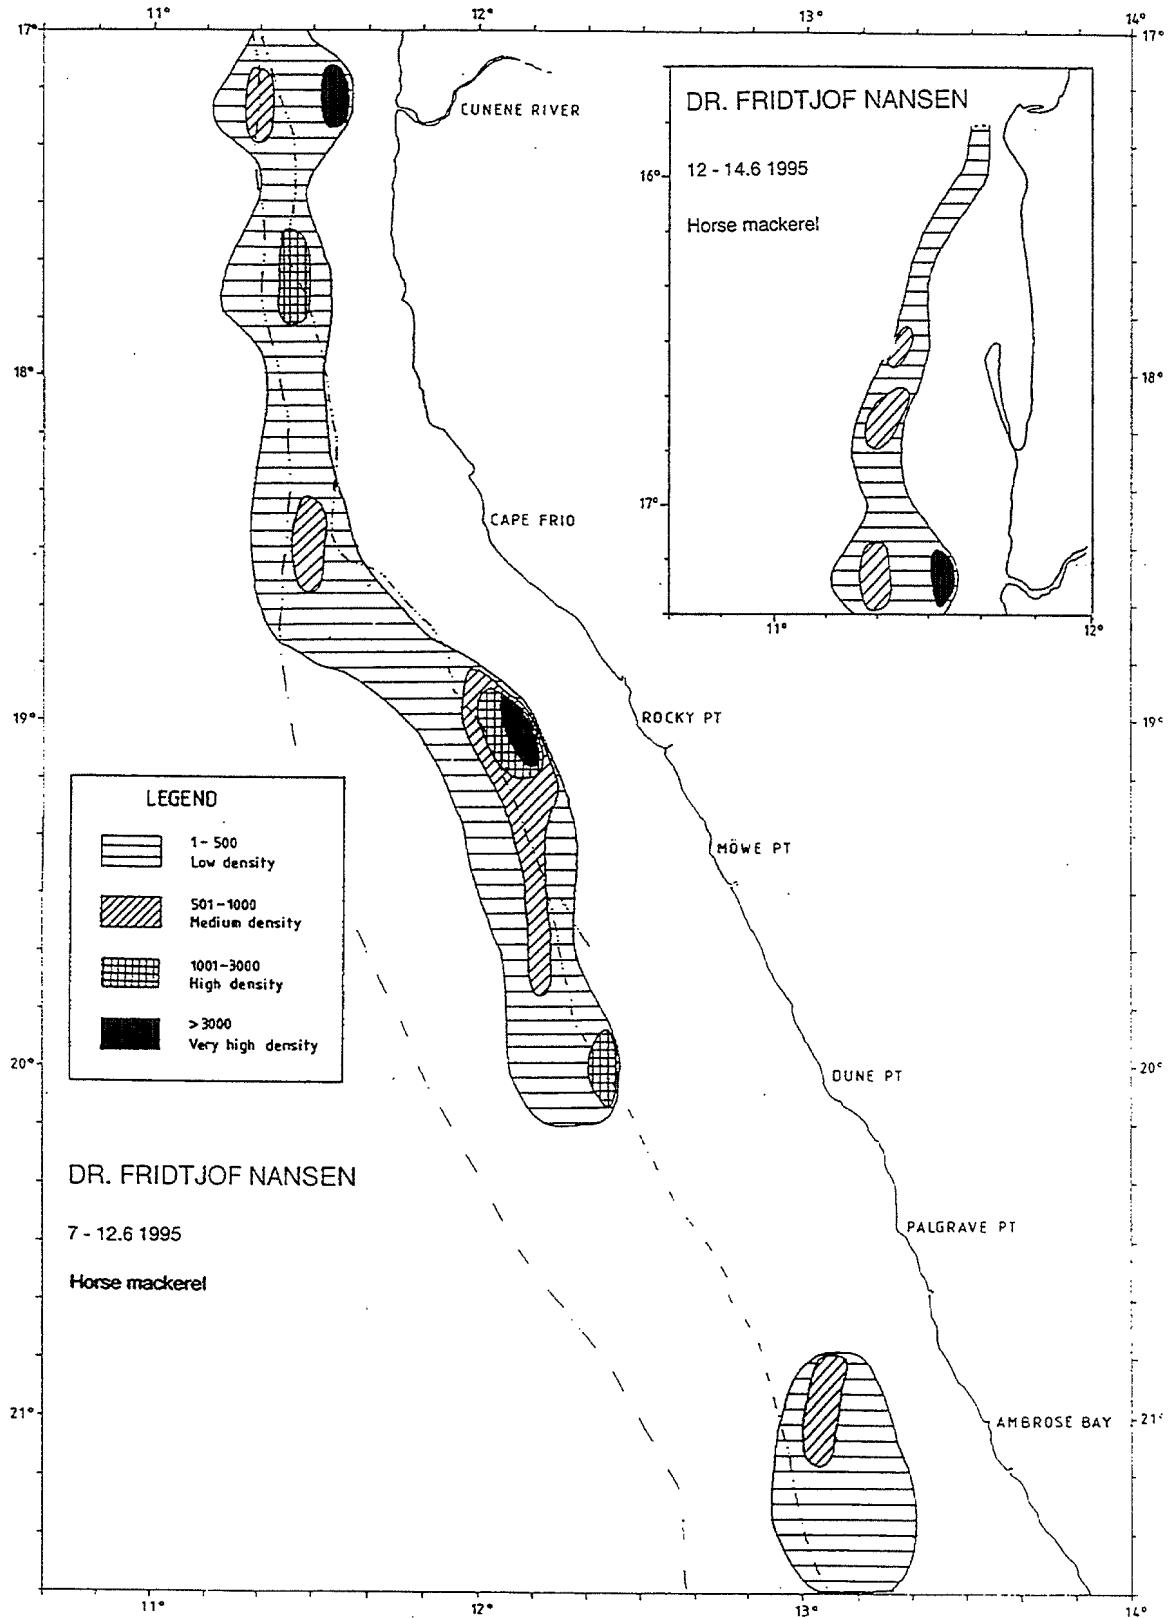 11°
12°
13°
14°
17°
17°
CUNENE RIVER
DR. FRIDTJOF NANSEN
12 - 14.6 1995
Horse mackerel
16°
17°
11°
12°
18°
18°
CAPE FRIO
19°
ROCKY PT
19°
MÖWE PT
LEGEND
1-500
Low density
501-1000
Medium density
1001-3000
High density
>3000
Very high density
20°
DUNE PT
20°
DR. FRIDTJOF NANSEN
7 - 12.6 1995
Horse mackerel
PALGRAVE PT
21°
AMBROSE BAY
21°
11°
12°
13°
14°